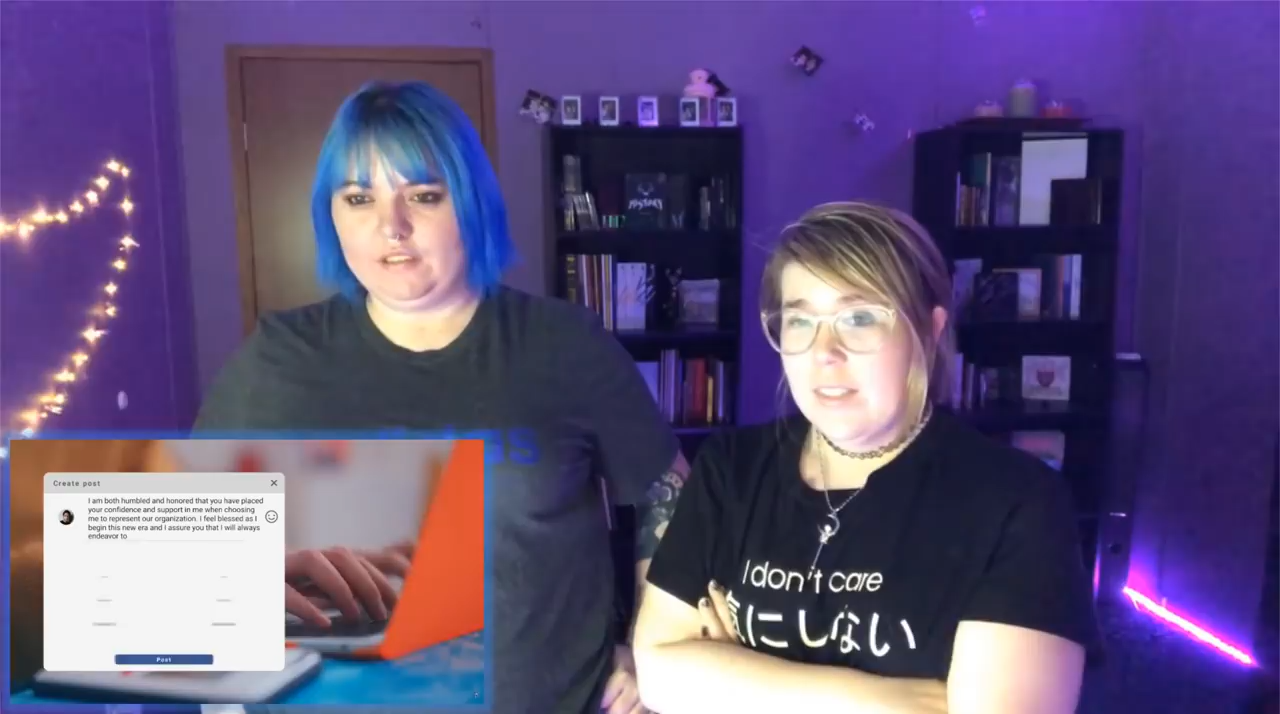 HISTORY
Create post
I am both humbled and honored that you have placed
your confidence and support in me when choosing
me to represent our organization. I feel blessed as I
begin this new era and I assure you that I will always
endeavor to
Post
I don't care
気にしない